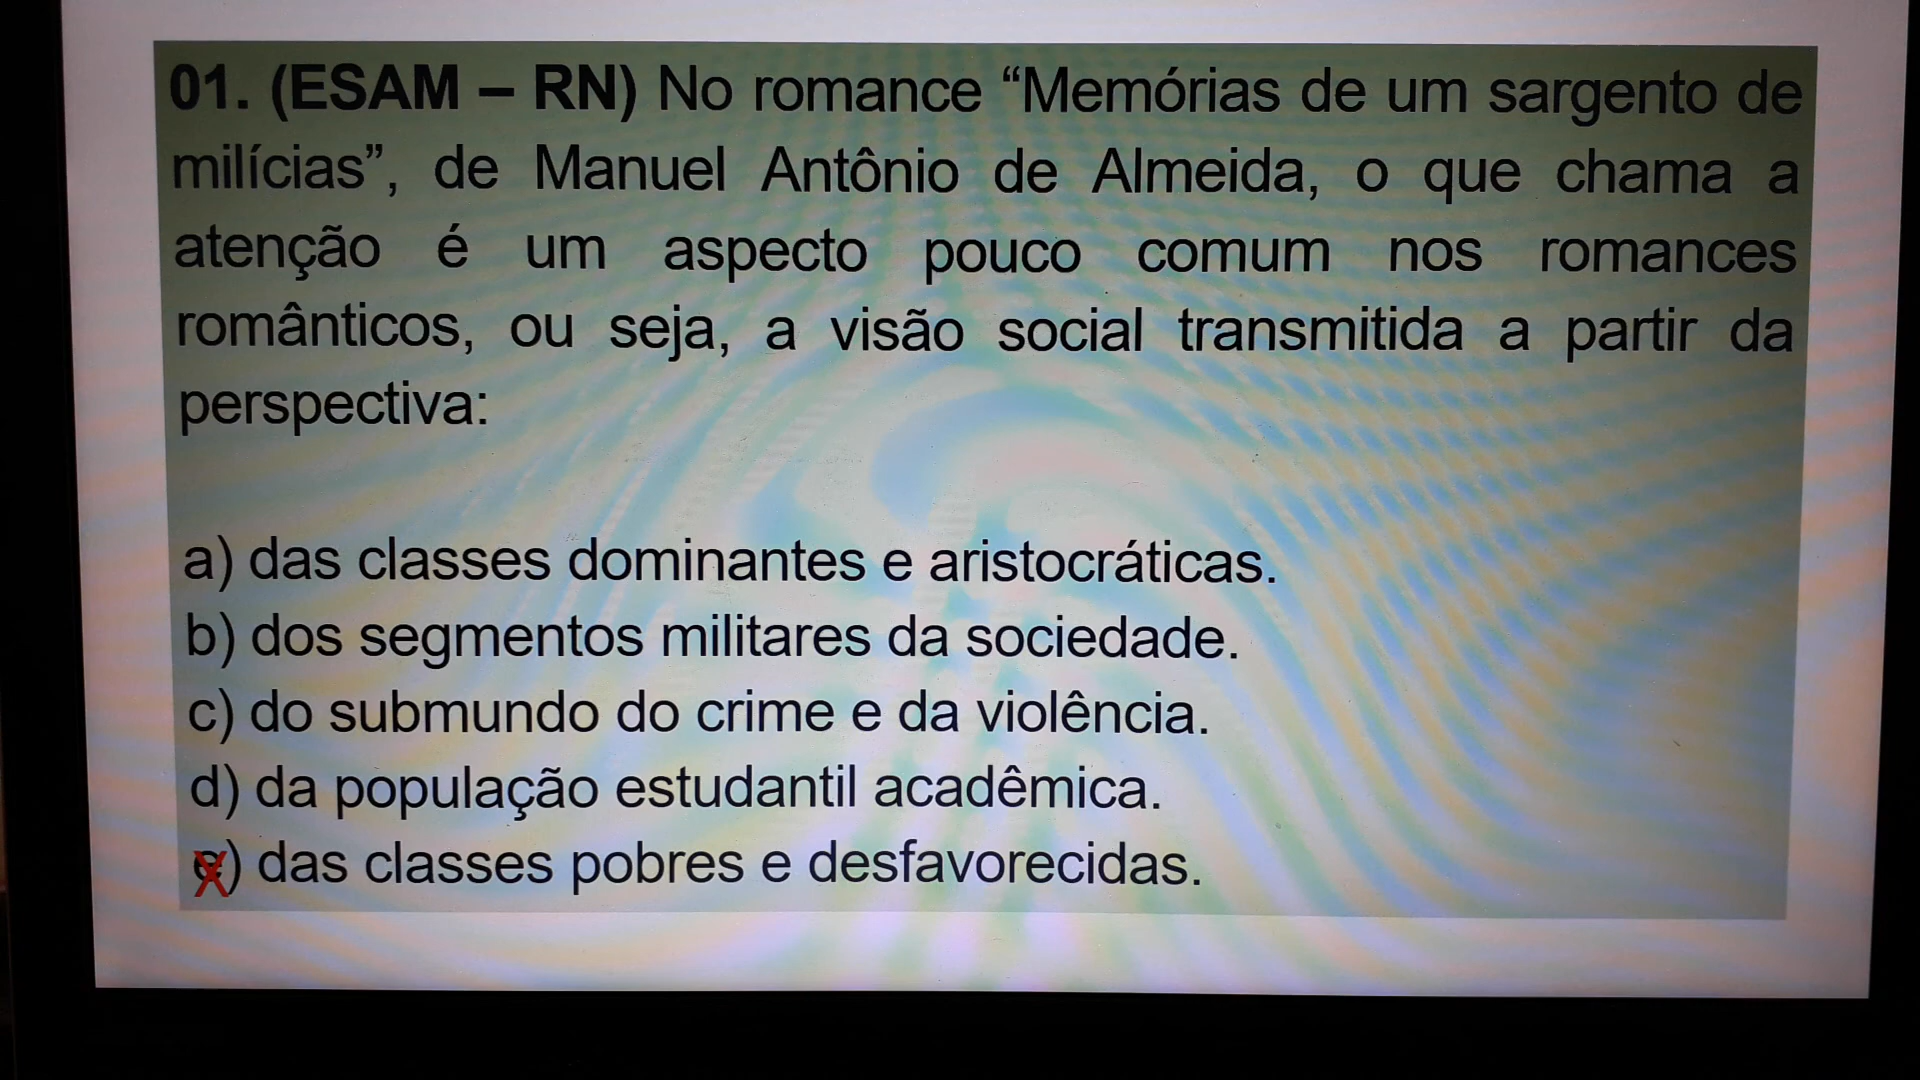 01. (ESAM – RN) No romance “Memórias de um sargento de
milícias”, de Manuel Antônio de Almeida, o que chama a
atenção é um aspecto pouco comum nos romances
românticos, ou seja, a visão social transmitida a partir da
perspectiva:
a) das classes dominantes e aristocráticas.
b) dos segmentos militares da sociedade.
c) do submundo do crime e da violência.
d) da população estudantil acadêmica.
e) das classes pobres e desfavorecidas.